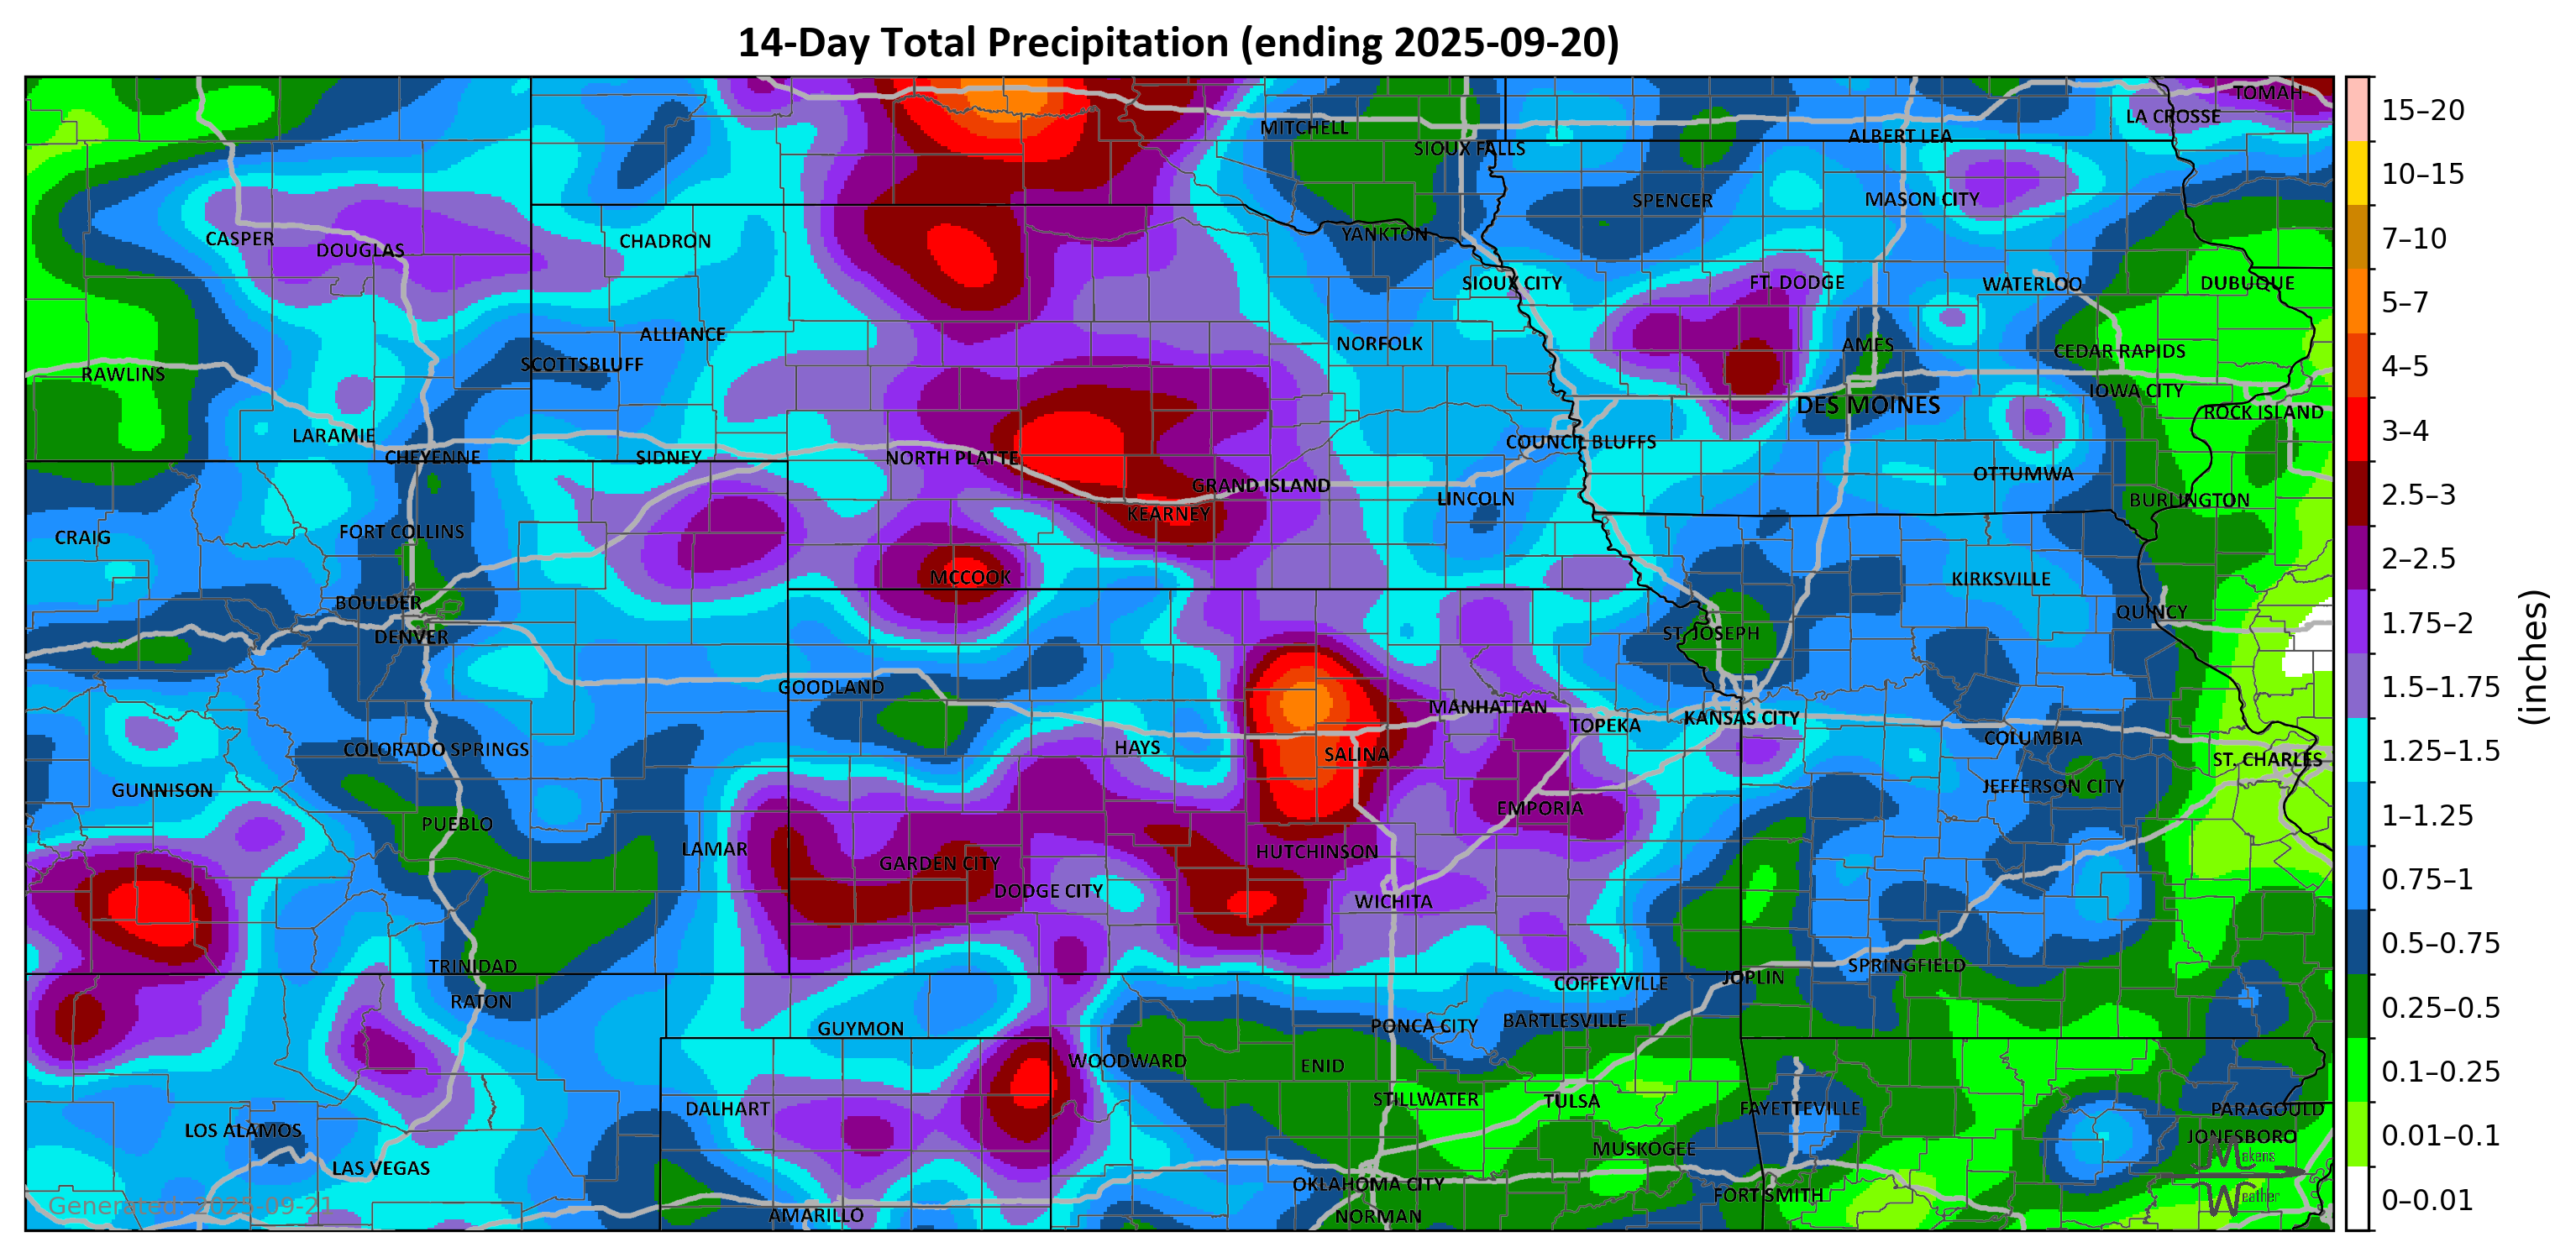 14-Day Total Precipitation (ending 2025-09-20)
TOMAH
LA CROSSE
MITCHELL
ALBERT LEA
SIOUX FALLS
SPENCER
MASON CITY
YANKTON
CASPER
CHADRON
DOUGLAS
SIOUX CITY
FT. DODGE
WATERLOO
DUBUQUE
ALLIANCE
NORFOLK
AMES
CEDAR RAPIDS
SCOTTSBLUFF
RAWLINS
IOWA CITY
DES MOINES
ROCK ISLAND
LARAMIE
COUNCIL BLUFFS
CHEYENNE
SIDNEY
NORTH PLATTE
OTTUMWA
GRAND ISLAND
LINCOLN
BURLINGTON
KEARNEY
CRAIG
FORT COLLINS
MCCOOK
KIRKSVILLE
BOULDER
QUINCY
DENVER
ST. JOSEPH
GOODLAND
MANHATTAN
KANSAS CITY
TOPEKA
COLUMBIA
COLORADO SPRINGS
HAYS
SALINA
ST. CHARLES
GUNNISON
JEFFERSON CITY
EMPORIA
PUEBLO
LAMAR
HUTCHINSON
GARDEN CITY
DODGE CITY
WICHITA
TRINIDAD
SPRINGFIELD
JOPLIN
COFFEYVILLE
RATON
GUYMON
PONCA CITY
BARTLESVILLE
WOODWARD
ENID
DALHART
STILLWATER
TULSA
FAYETTEVILLE
PARAGOULD
LOS ALAMOS
JONESBORO
MUSKOGEE
Makens
LAS VEGAS
OKLAHOMA CITY
FORT SMITH
Weather
Generated: 2025-09-21
AMARILLO
NORMAN
15–20
10–15
7–10
5–7
4–5
3–4
2.5–3
2–2.5
1.75–2
1.5–1.75
1.25–1.5
1–1.25
0.75–1
0.5–0.75
0.25–0.5
0.1–0.25
0.01–0.1
0–0.01
(inches)